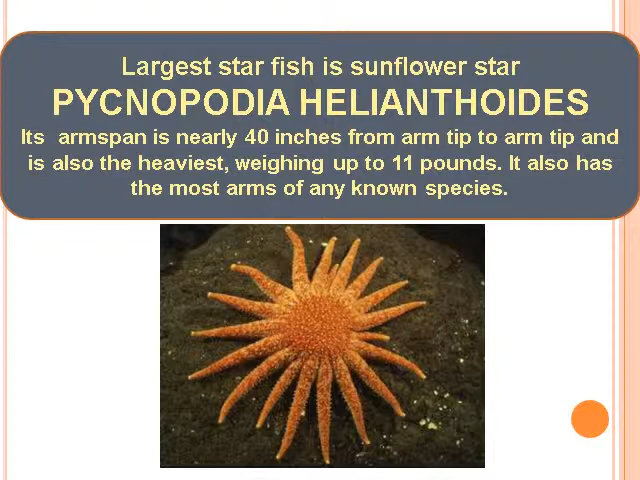 Largest star fish is sunflower star
PYCNOPODIA HELIANTHOIDES
Its armspan is nearly 40 inches from arm tip to arm tip and
is also the heaviest, weighing up to 11 pounds. It also has
the most arms of any known species.